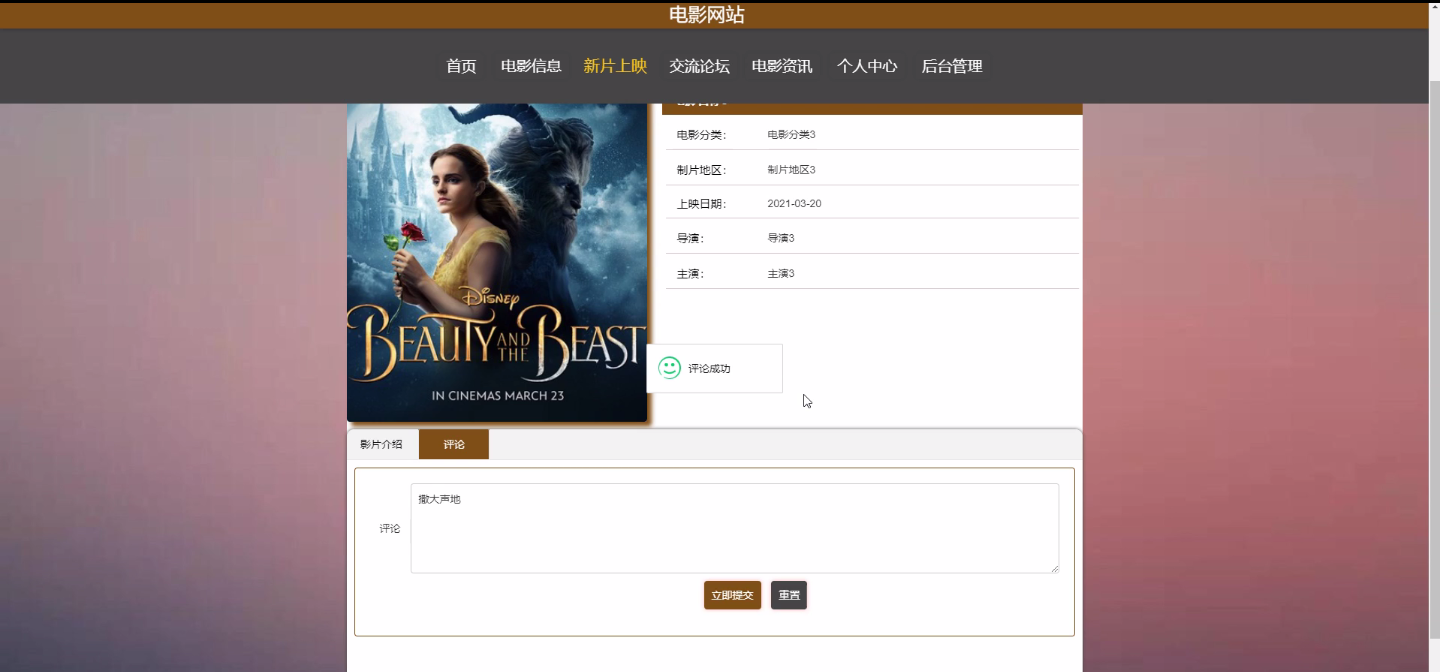 电影网站
首页 电影信息 新片上映 交流论坛 电影资讯 个人中心 后台管理
电影分类： 电影分类3
制片地区： 制片地区3
上映日期： 2021-03-20
导演： 导演3
主演： 主演3
DISNEY
BEAUTY AND THE BEAST
IN CINEMAS MARCH 23
评论成功
影片介绍 评论
评论 撒大声地
立即提交 重置